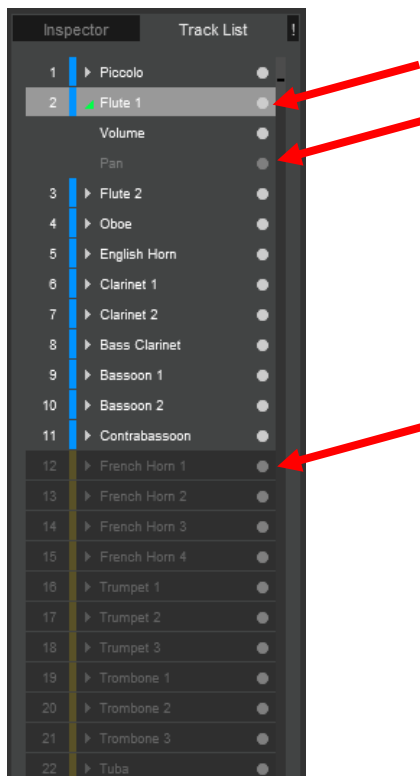 Inspector Track List !
1 Piccolo
2 Flute 1
Volume
Pan
3 Flute 2
4 Oboe
5 English Horn
6 Clarinet 1
7 Clarinet 2
8 Bass Clarinet
9 Bassoon 1
10 Bassoon 2
11 Contrabassoon
12 French Horn 1
13 French Horn 2
14 French Horn 3
15 French Horn 4
16 Trumpet 1
17 Trumpet 2
18 Trumpet 3
19 Trombone 1
20 Trombone 2
21 Trombone 3
22 Tuba